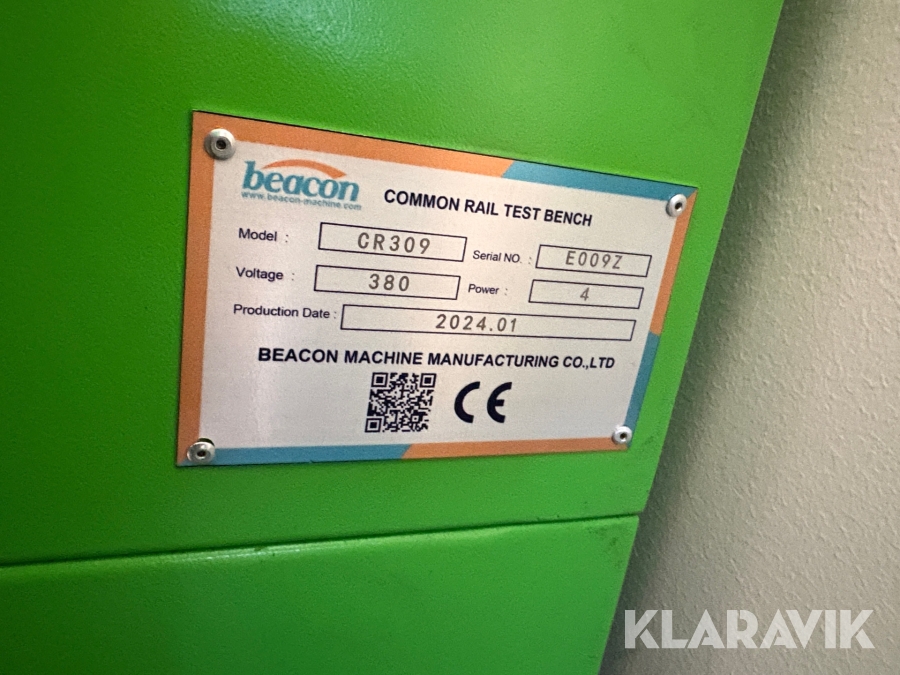 beacon
www.beacon-machine.com
COMMON RAIL TEST BENCH
Model : CR309 Serial NO. : E009Z
Voltage : 380 Power : 4
Production Date : 2024.01
BEACON MACHINE MANUFACTURING CO.,LTD
CE
KLARAVIK